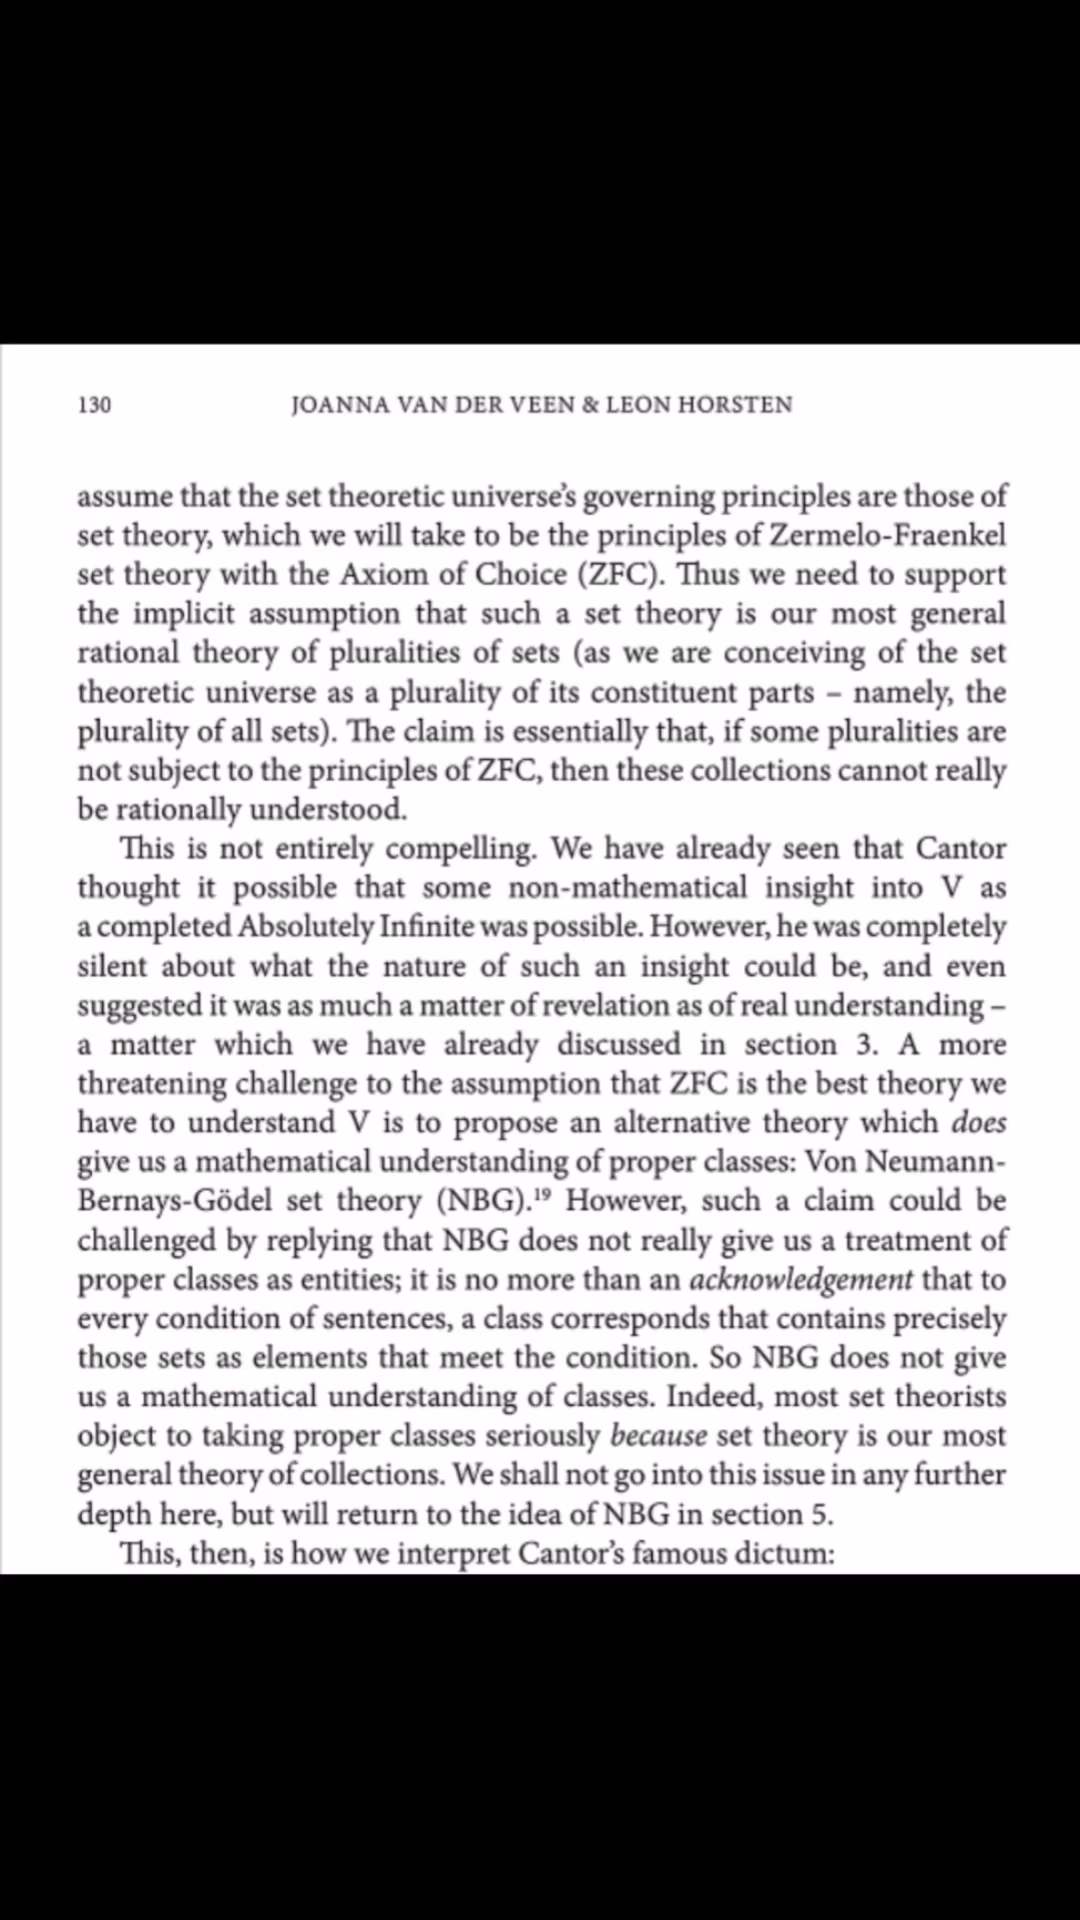 130
JOANNA VAN DER VEEN & LEON HORSTEN
assume that the set theoretic universe's governing principles are those of
set theory, which we will take to be the principles of Zermelo-Fraenkel
set theory with the Axiom of Choice (ZFC). Thus we need to support
the implicit assumption that such a set theory is our most general
rational theory of pluralities of sets (as we are conceiving of the set
theoretic universe as a plurality of its constituent parts – namely, the
plurality of all sets). The claim is essentially that, if some pluralities are
not subject to the principles of ZFC, then these collections cannot really
be rationally understood.
This is not entirely compelling. We have already seen that Cantor
thought it possible that some non-mathematical insight into V as
a completed Absolutely Infinite was possible. However, he was completely
silent about what the nature of such an insight could be, and even
suggested it was as much a matter of revelation as of real understanding –
a matter which we have already discussed in section 3. A more
threatening challenge to the assumption that ZFC is the best theory we
have to understand V is to propose an alternative theory which does
give us a mathematical understanding of proper classes: Von Neumann-
Bernays-Gödel set theory (NBG).¹⁹ However, such a claim could be
challenged by replying that NBG does not really give us a treatment of
proper classes as entities; it is no more than an acknowledgement that to
every condition of sentences, a class corresponds that contains precisely
those sets as elements that meet the condition. So NBG does not give
us a mathematical understanding of classes. Indeed, most set theorists
object to taking proper classes seriously because set theory is our most
general theory of collections. We shall not go into this issue in any further
depth here, but will return to the idea of NBG in section 5.
This, then, is how we interpret Cantor's famous dictum: